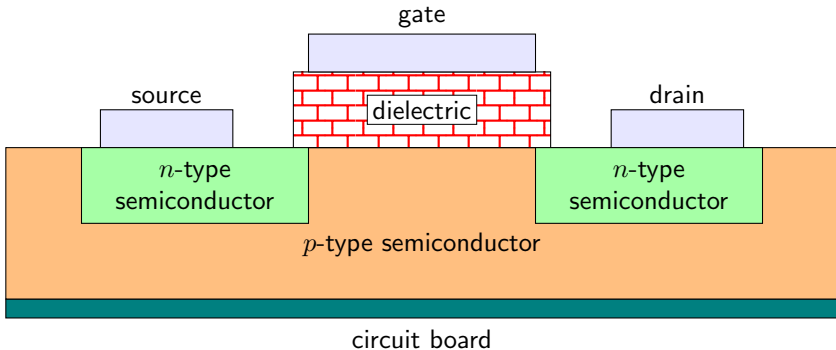 gate
source
dielectric
drain
n-type
semiconductor
n-type
semiconductor
p-type semiconductor
circuit board